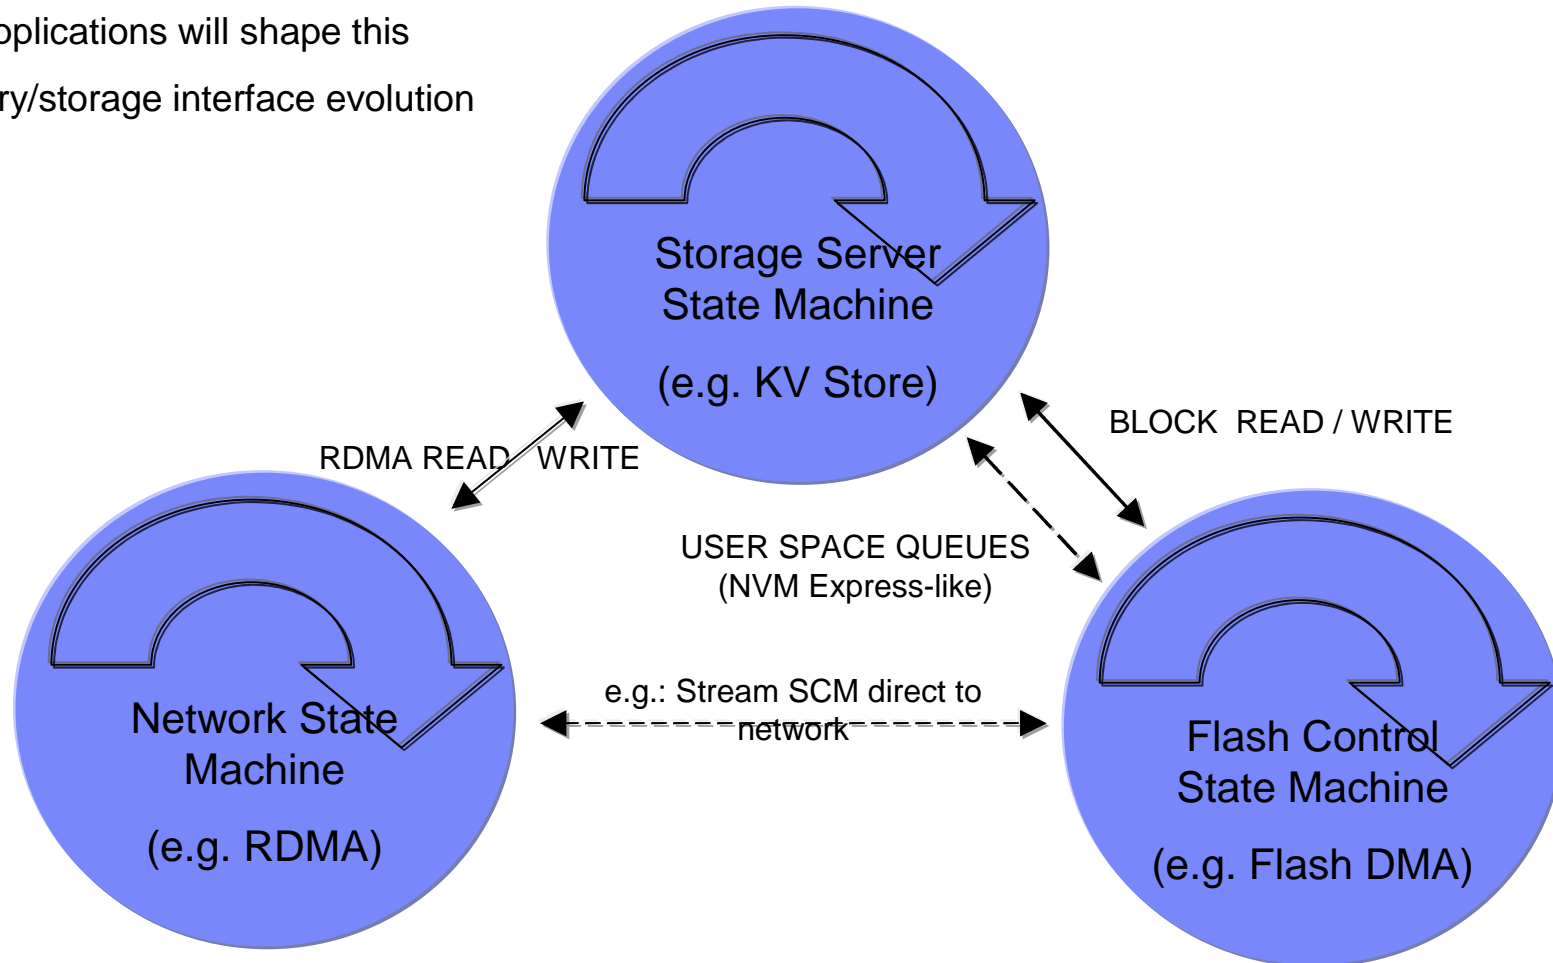 pplications will shape this
ry/storage interface evolution
Storage Server
State Machine
(e.g. KV Store)
BLOCK READ / WRITE
RDMA READ WRITE
USER SPACE QUEUES
(NVM Express-like)
e.g.: Stream SCM direct to
network
Network State
Machine
(e.g. RDMA)
Flash Control
State Machine
(e.g. Flash DMA)